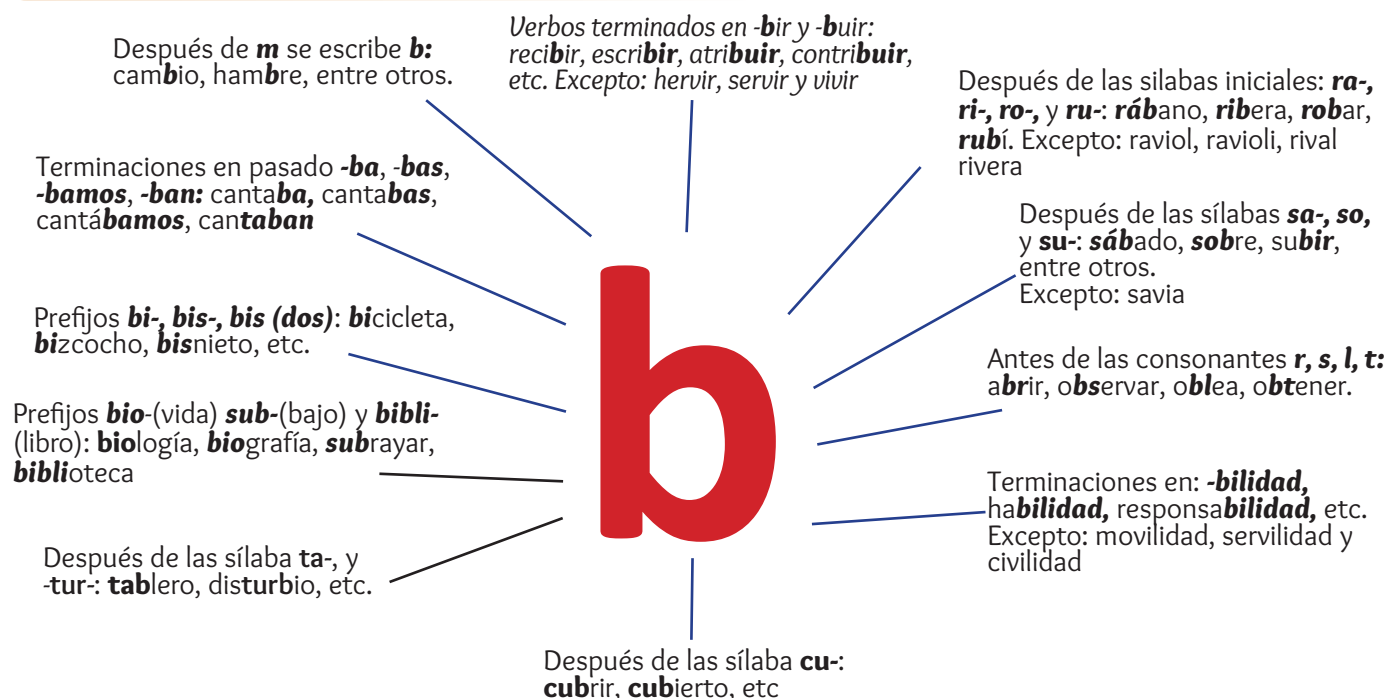 Después de m se escribe b:
cambio, hambre, entre otros.
Verbos terminados en -bir y -buir:
recibir, escribir, atribuir, contribuir,
etc. Excepto: hervir, servir y vivir
Después de las silabas iniciales: ra-,
ri-, ro-, y ru-: rábano, ribera, robar,
rubí. Excepto: raviol, ravioli, rival
rivera
Terminaciones en pasado -ba, -bas,
-bamos, -ban: cantaba, cantabas,
cantábamos, cantaban
Después de las sílabas sa-, so,
y su-: sábado, sobre, subir,
entre otros.
Excepto: savia
Prefijos bi-, bis-, bis (dos): bicicleta,
bizcocho, bisnieto, etc.
b
Antes de las consonantes r, s, l, t:
abrir, observar, oblea, obtener.
Prefijos bio-(vida) sub-(bajo) y bibli-
(libro): biología, biografía, subrayar,
biblioteca
Terminaciones en: -bilidad,
habilidad, responsabilidad, etc.
Excepto: movilidad, servilidad y
civilidad
Después de las sílaba ta-, y
-tur-: tablero, disturbio, etc.
Después de las sílaba cu-:
cubrir, cubierto, etc